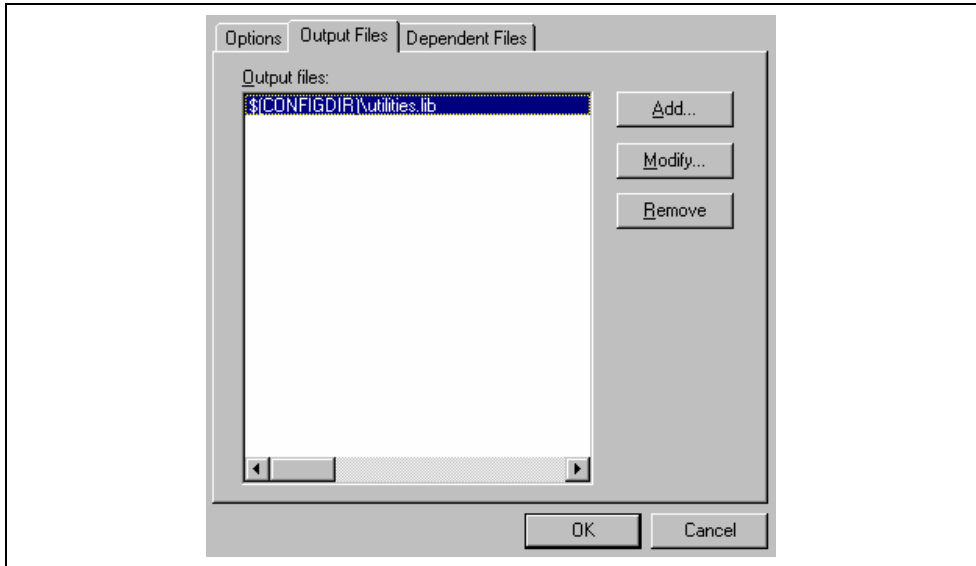 Options Output Files Dependent Files
Output files:
$(CONFIGDIR)\utilities.lib
Add...
Modify...
Remove
OK Cancel